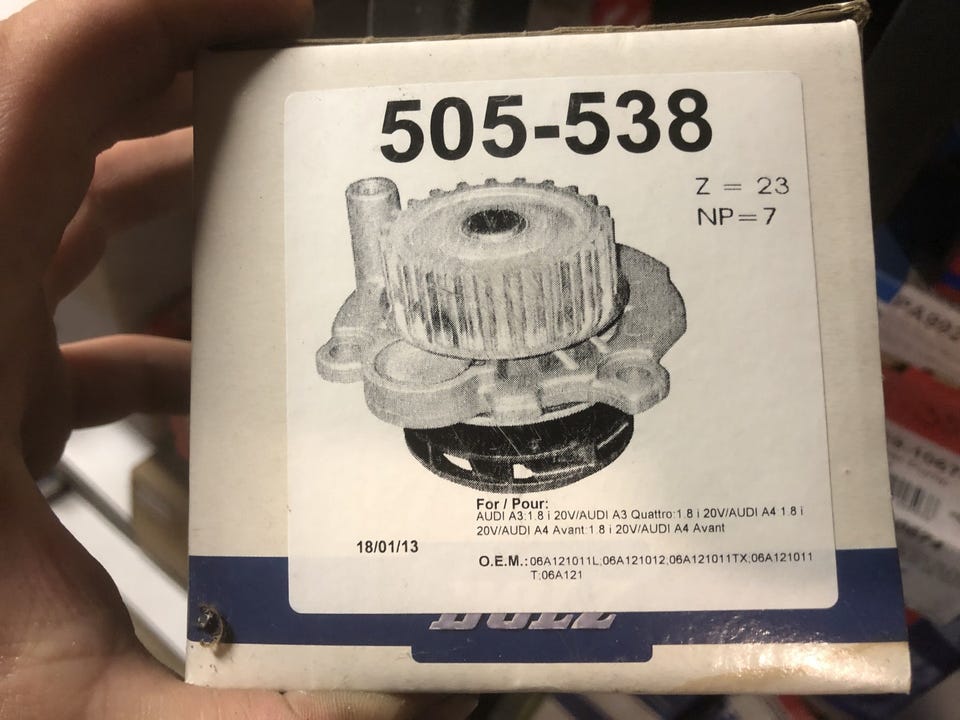 505-538
Z = 23
NP=7
For / Pour:
AUDI A3:1.8 i 20V/AUDI A3 Quattro:1.8 i 20V/AUDI A4 1.8 i
20V/AUDI A4 Avant:1.8 i 20V/AUDI A4 Avant
18/01/13
O.E.M.:06A121011L;06A121012;06A121011TX;06A121011
T;06A121